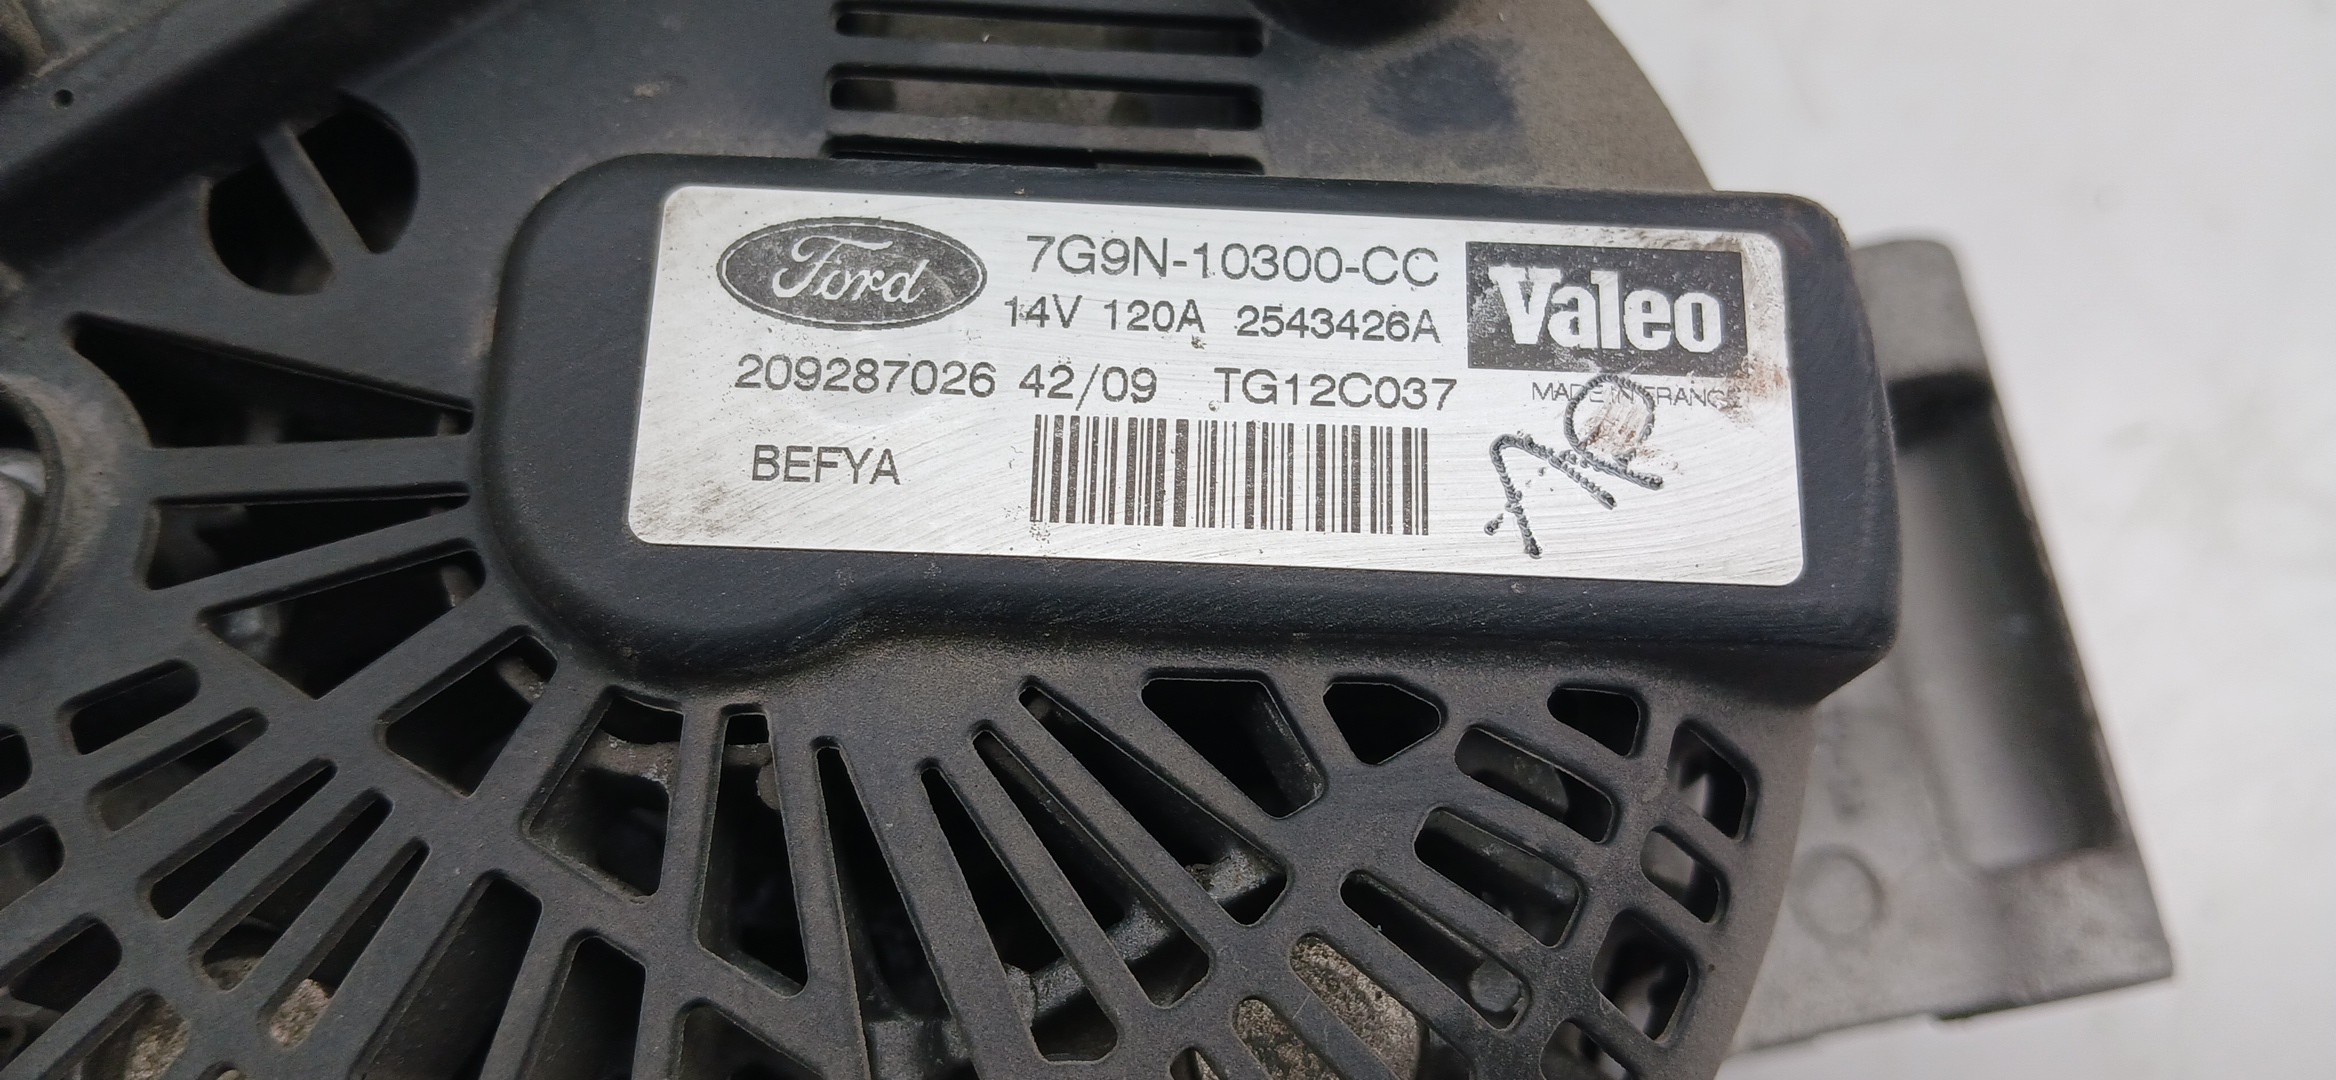 Ford
7G9N-10300-CC
Valeo
14V 120A 2543426A
209287026 42/09 TG12C037
MADE IN FRANCE
BEFYA